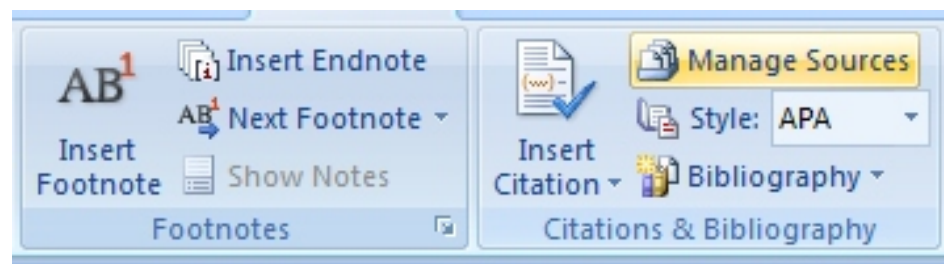 AB1
Insert
Footnote
Insert Endnote
AB1 Next Footnote
Show Notes
Footnotes
(---)-
Insert
Citation
Manage Sources
Style: APA
Bibliography
Citations & Bibliography